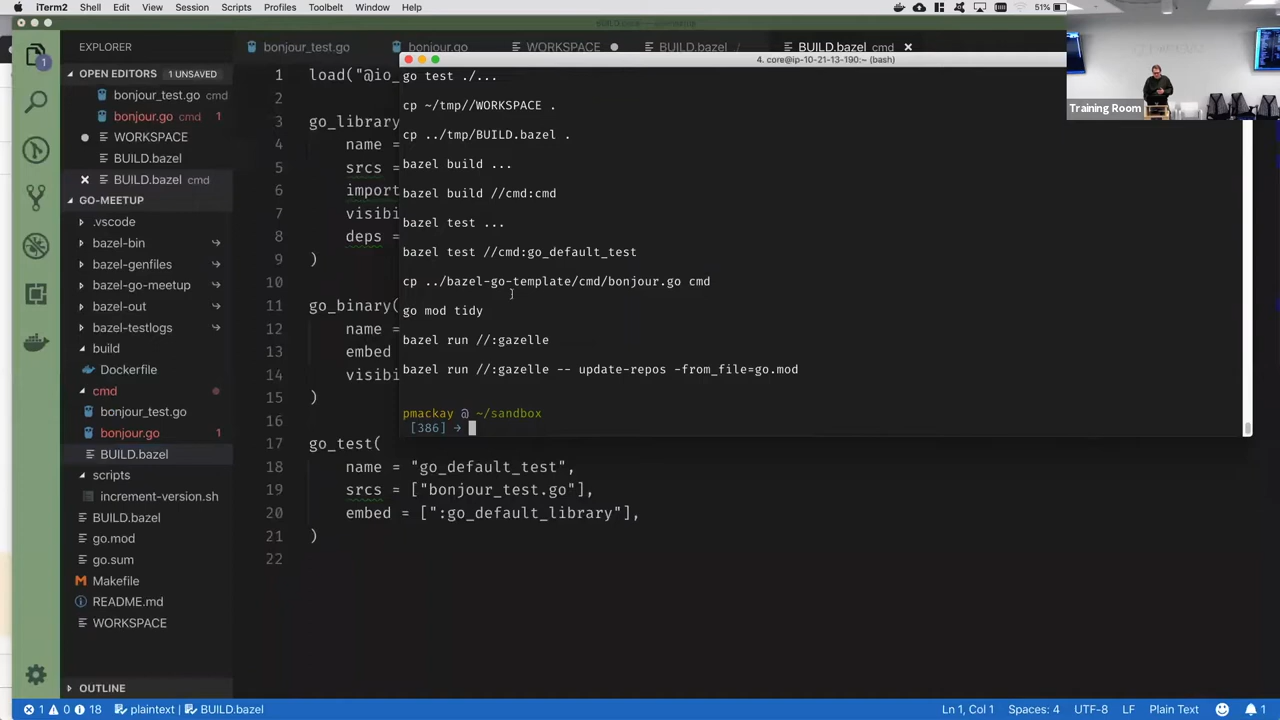 iTerm2 Shell Edit View Session Scripts Profiles Toolbelt Window Help 51%
EXPLORER
bonjour_test.go bonjour.go WORKSPACE BUILD.bazel / BUILD.bazel cmd
OPEN EDITORS 1 UNSAVED
bonjour_test.go cmd
bonjour.go cmd 1
WORKSPACE
BUILD.bazel
BUILD.bazel cmd
GO-MEETUP
.vscode
bazel-bin
bazel-genfiles
bazel-go-meetup
bazel-out
bazel-testlogs
build
Dockerfile
cmd
bonjour_test.go
bonjour.go 1
BUILD.bazel
scripts
increment-version.sh
BUILD.bazel
go.mod
go.sum
Makefile
README.md
WORKSPACE
OUTLINE
1 load("@io_
2
3 go_library
4 name =
5 srcs =
6 import
7 visibi
8 deps =
9 )
10
11 go_binary(
12 name =
13 embed
14 visibi
15 )
16
17 go_test(
18 name = "go_default_test",
19 srcs = ["bonjour_test.go"],
20 embed = [":go_default_library"],
21 )
22
4. core@ip-10-21-13-190:~ (bash)
go test ./...
cp ~/tmp//WORKSPACE .
cp ../tmp/BUILD.bazel .
bazel build ...
bazel build //cmd:cmd
bazel test ...
bazel test //cmd:go_default_test
cp ../bazel-go-template/cmd/bonjour.go cmd
go mod tidy
bazel run //:gazelle
bazel run //:gazelle -- update-repos -from_file=go.mod
pmackay @ ~/sandbox
[386] →
Training Room
1 0 18 plaintext | BUILD.bazel Ln 1, Col 1 Spaces: 4 UTF-8 LF Plain Text 1